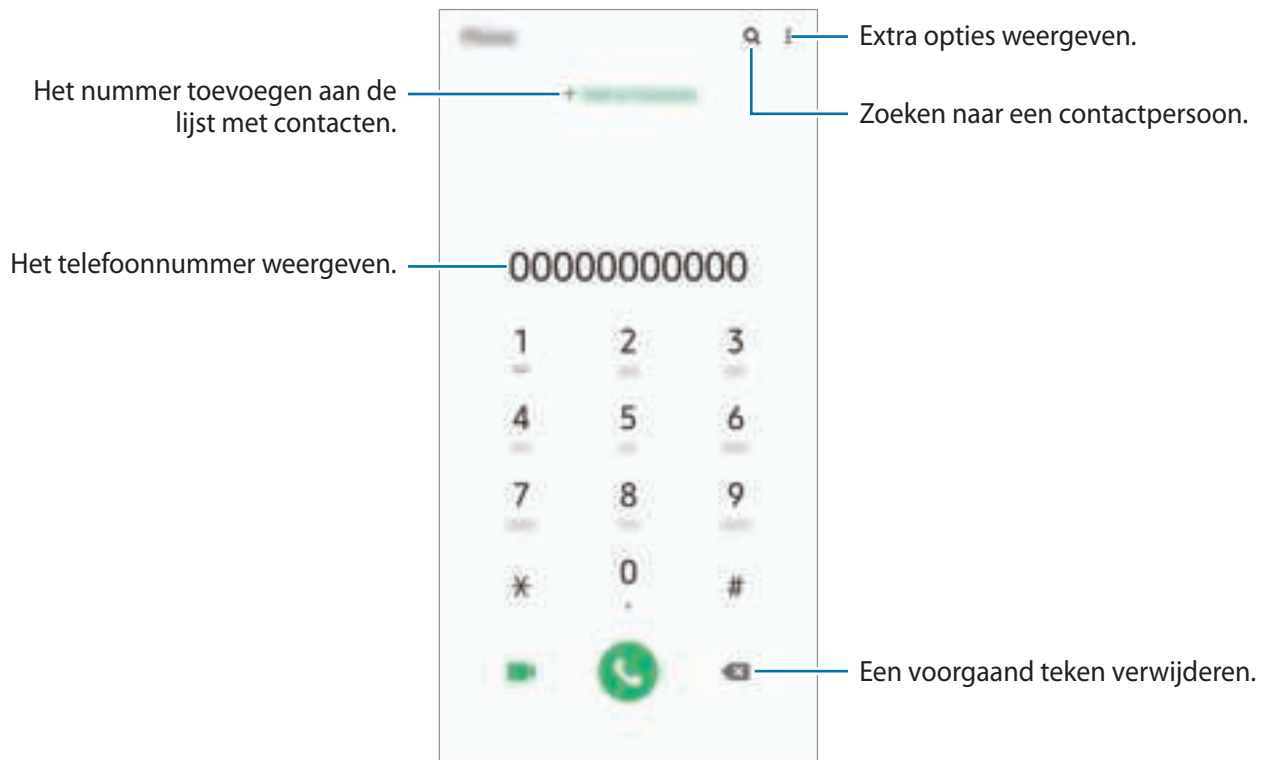 Extra opties weergeven.
Het nummer toevoegen aan de
lijst met contacten.
Zoeken naar een contactpersoon.
Het telefoonnummer weergeven.
00000000000
1 2 3
4 5 6
7 8 9
* 0 #
Een voorgaand teken verwijderen.